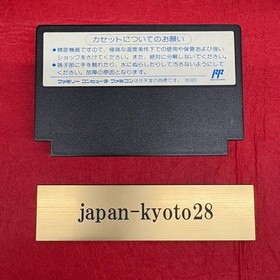 カセットについてのお願い
●精密機器ですので、極端な温度条件下での使用や保管および強い
ショックをさけてください。また、絶対に分解しないでください。
●端子部に手を触れたり、水にぬらしたりして汚さないようにして
ください。故障の原因となります。
ファミリーコンピュータ・ファミコンは任天堂の商標です。
FF
japan-kyoto28